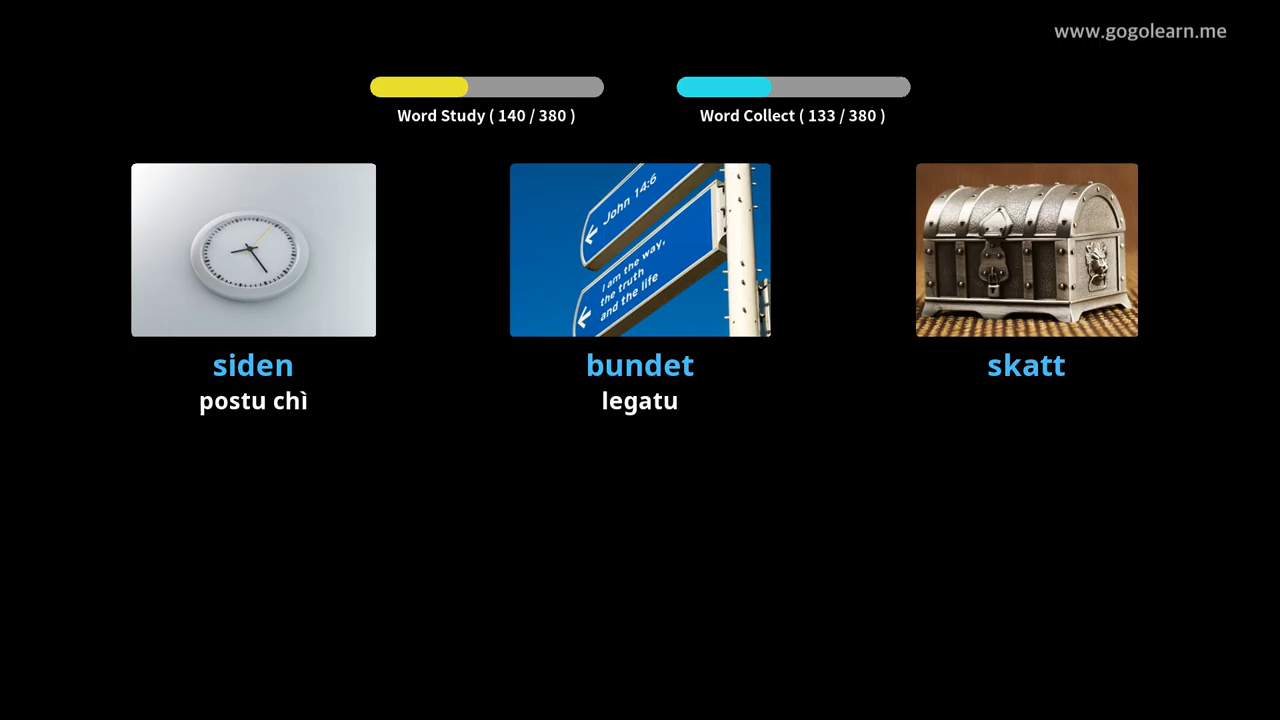 www.gogolearn.me
Word Study ( 140 / 380 )
Word Collect ( 133 / 380 )
John 14:6
I am the way,
the truth
and the life
siden
bundet
skatt
postu chì
legatu